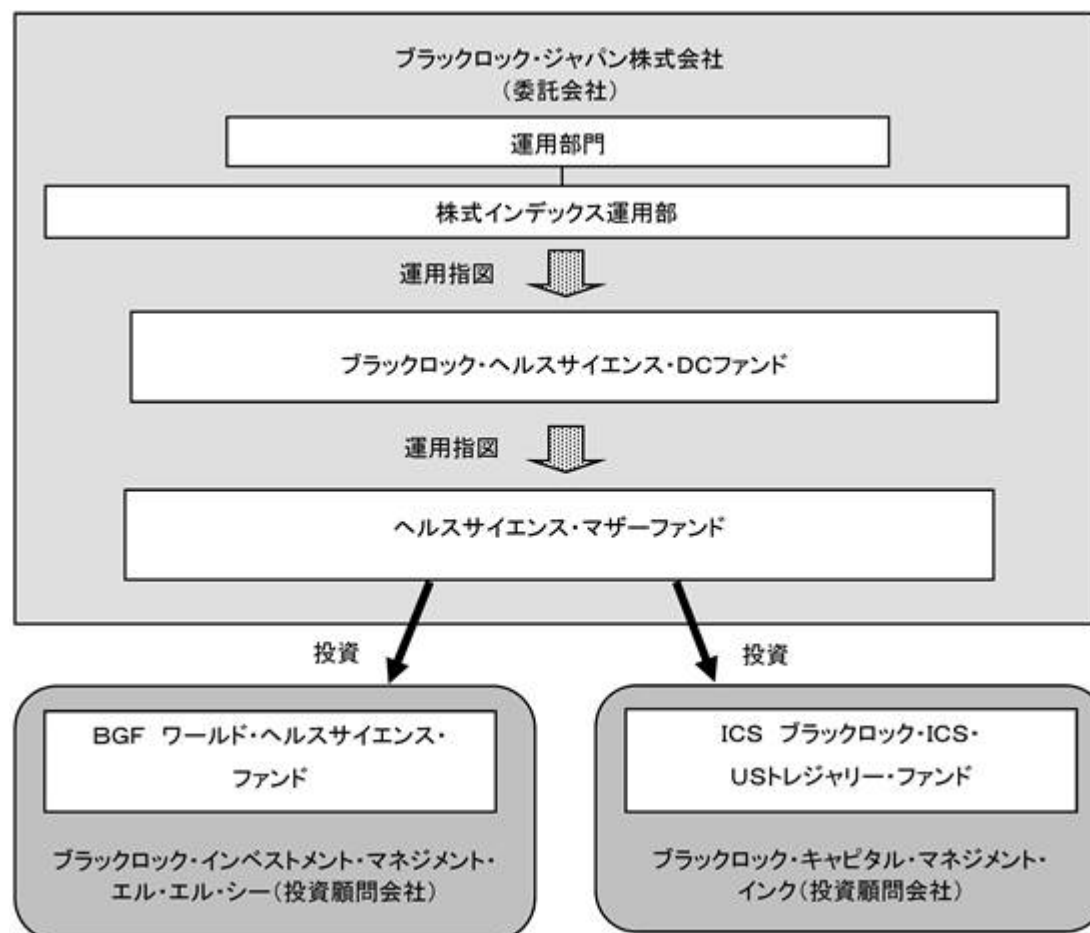 ブラックロック・ジャパン株式会社
（委託会社）
運用部門
株式インデックス運用部
運用指図
ブラックロック・ヘルスサイエンス・DCファンド
運用指図
ヘルスサイエンス・マザーファンド
投資
投資
BGF ワールド・ヘルスサイエンス・
ファンド
ブラックロック・インベストメント・マネジメント・
エル・エル・シー（投資顧問会社）
ICS ブラックロック・ICS・
USトレジャリー・ファンド
ブラックロック・キャピタル・マネジメント・
インク（投資顧問会社）